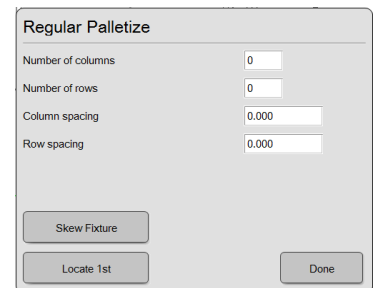 Regular Palletize
Number of columns 0
Number of rows 0
Column spacing 0.000
Row spacing 0.000
Skew Fixture
Locate 1st Done